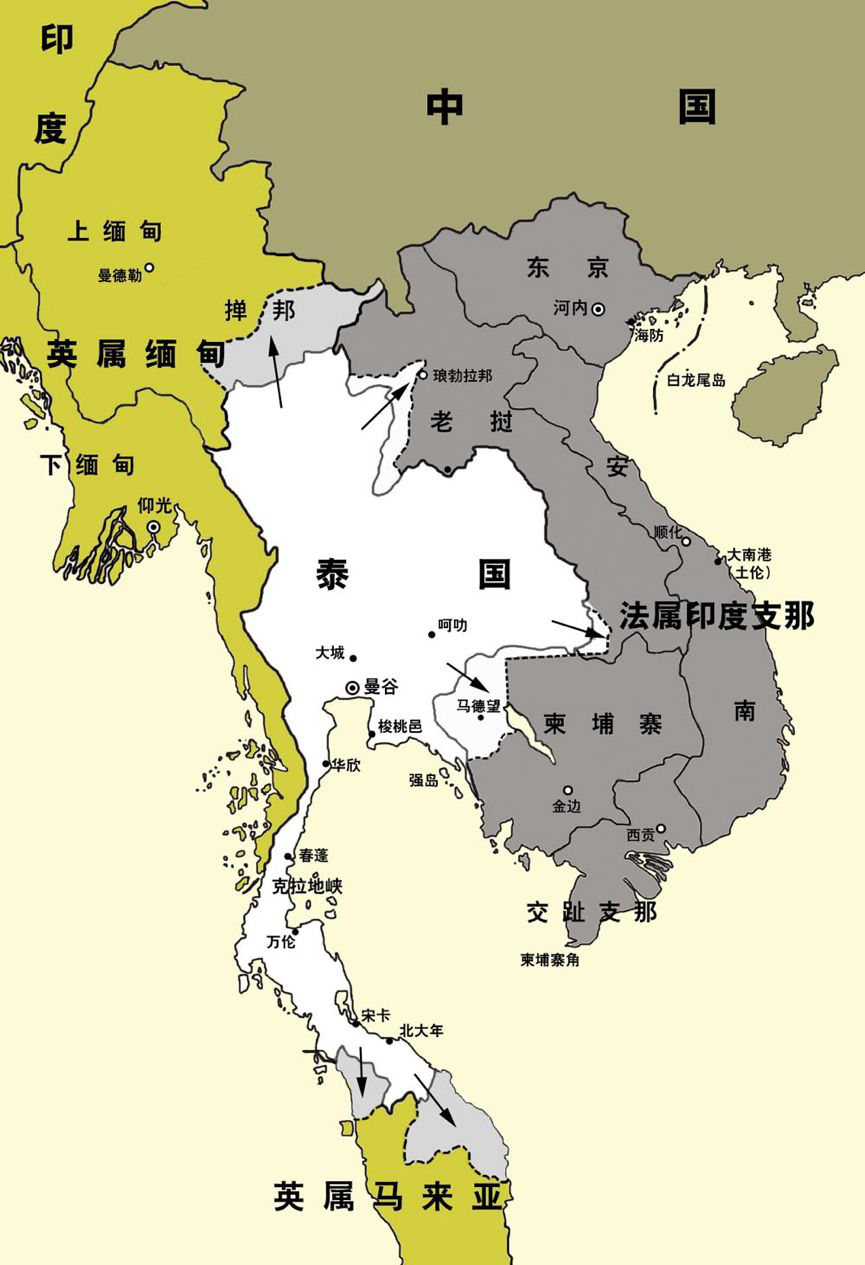 印度
中国
上缅甸
曼德勒
掸邦
英属缅甸
下缅甸
仰光
东京
河内
海防
白龙尾岛
琅勃拉邦
老挝
安南
顺化
大南港
(土伦)
法属印度支那
泰国
呵叻
大城
曼谷
马德望
梭桃邑
华欣
强岛
柬埔寨
金边
西贡
春蓬
克拉地峡
交趾支那
万伦
柬埔寨角
宋卡
北大年
英属马来亚